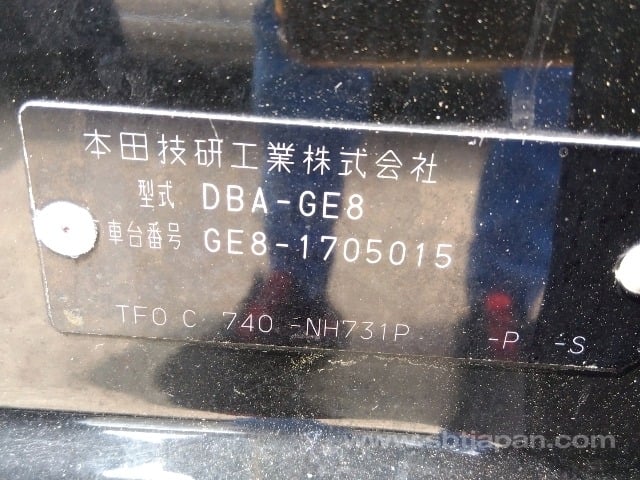 本田技研工業株式会社
型式 DBA-GE8
車台番号 GE8-1705015
TF0 C 740 -NH731P -P -S
www.sbtjapan.com